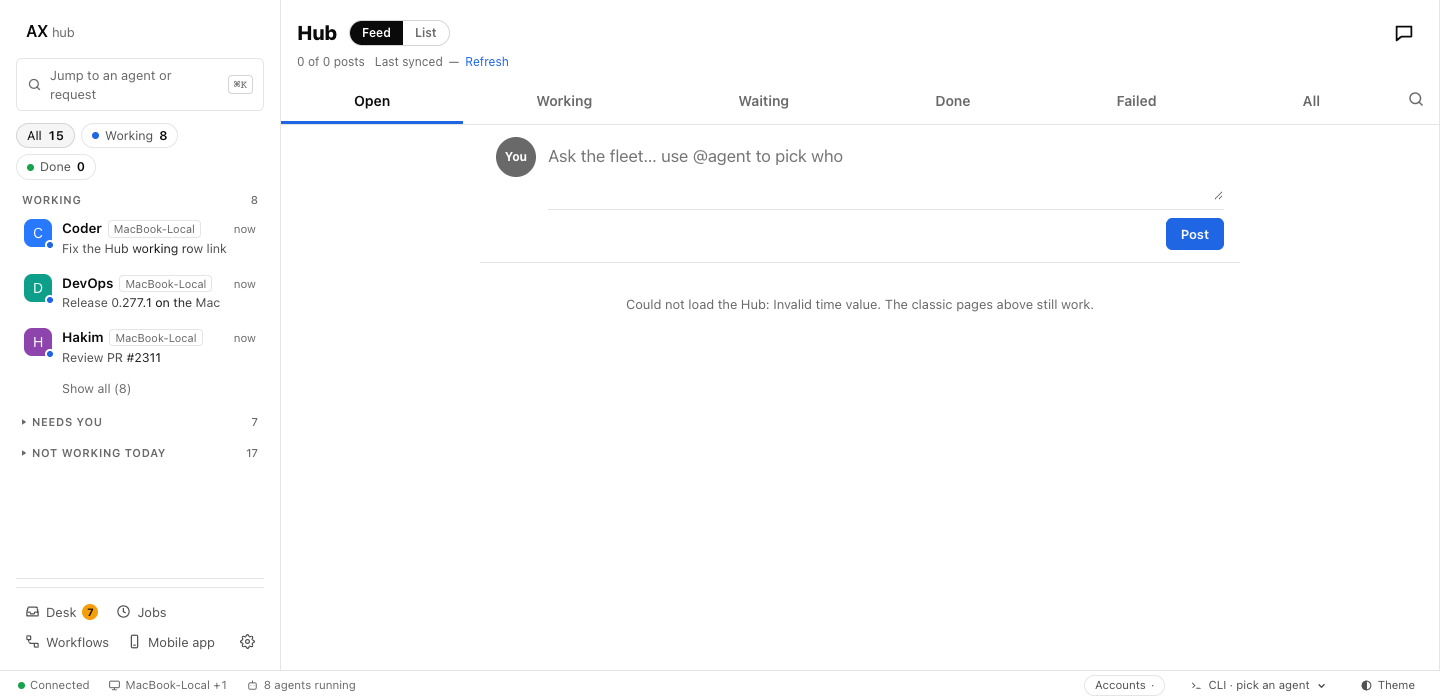 AX hub
Jump to an agent or
request
⌘K
All 15
Working 8
Done 0
WORKING 8
C
Coder MacBook-Local now
Fix the Hub working row link
D
DevOps MacBook-Local now
Release 0.277.1 on the Mac
H
Hakim MacBook-Local now
Review PR #2311
Show all (8)
NEEDS YOU 7
NOT WORKING TODAY 17
Desk 7 Jobs
Workflows Mobile app
Hub Feed List
0 of 0 posts Last synced — Refresh
Open Working Waiting Done Failed All
You Ask the fleet... use @agent to pick who
Post
Could not load the Hub: Invalid time value. The classic pages above still work.
Connected MacBook-Local +1 8 agents running Accounts · CLI · pick an agent Theme